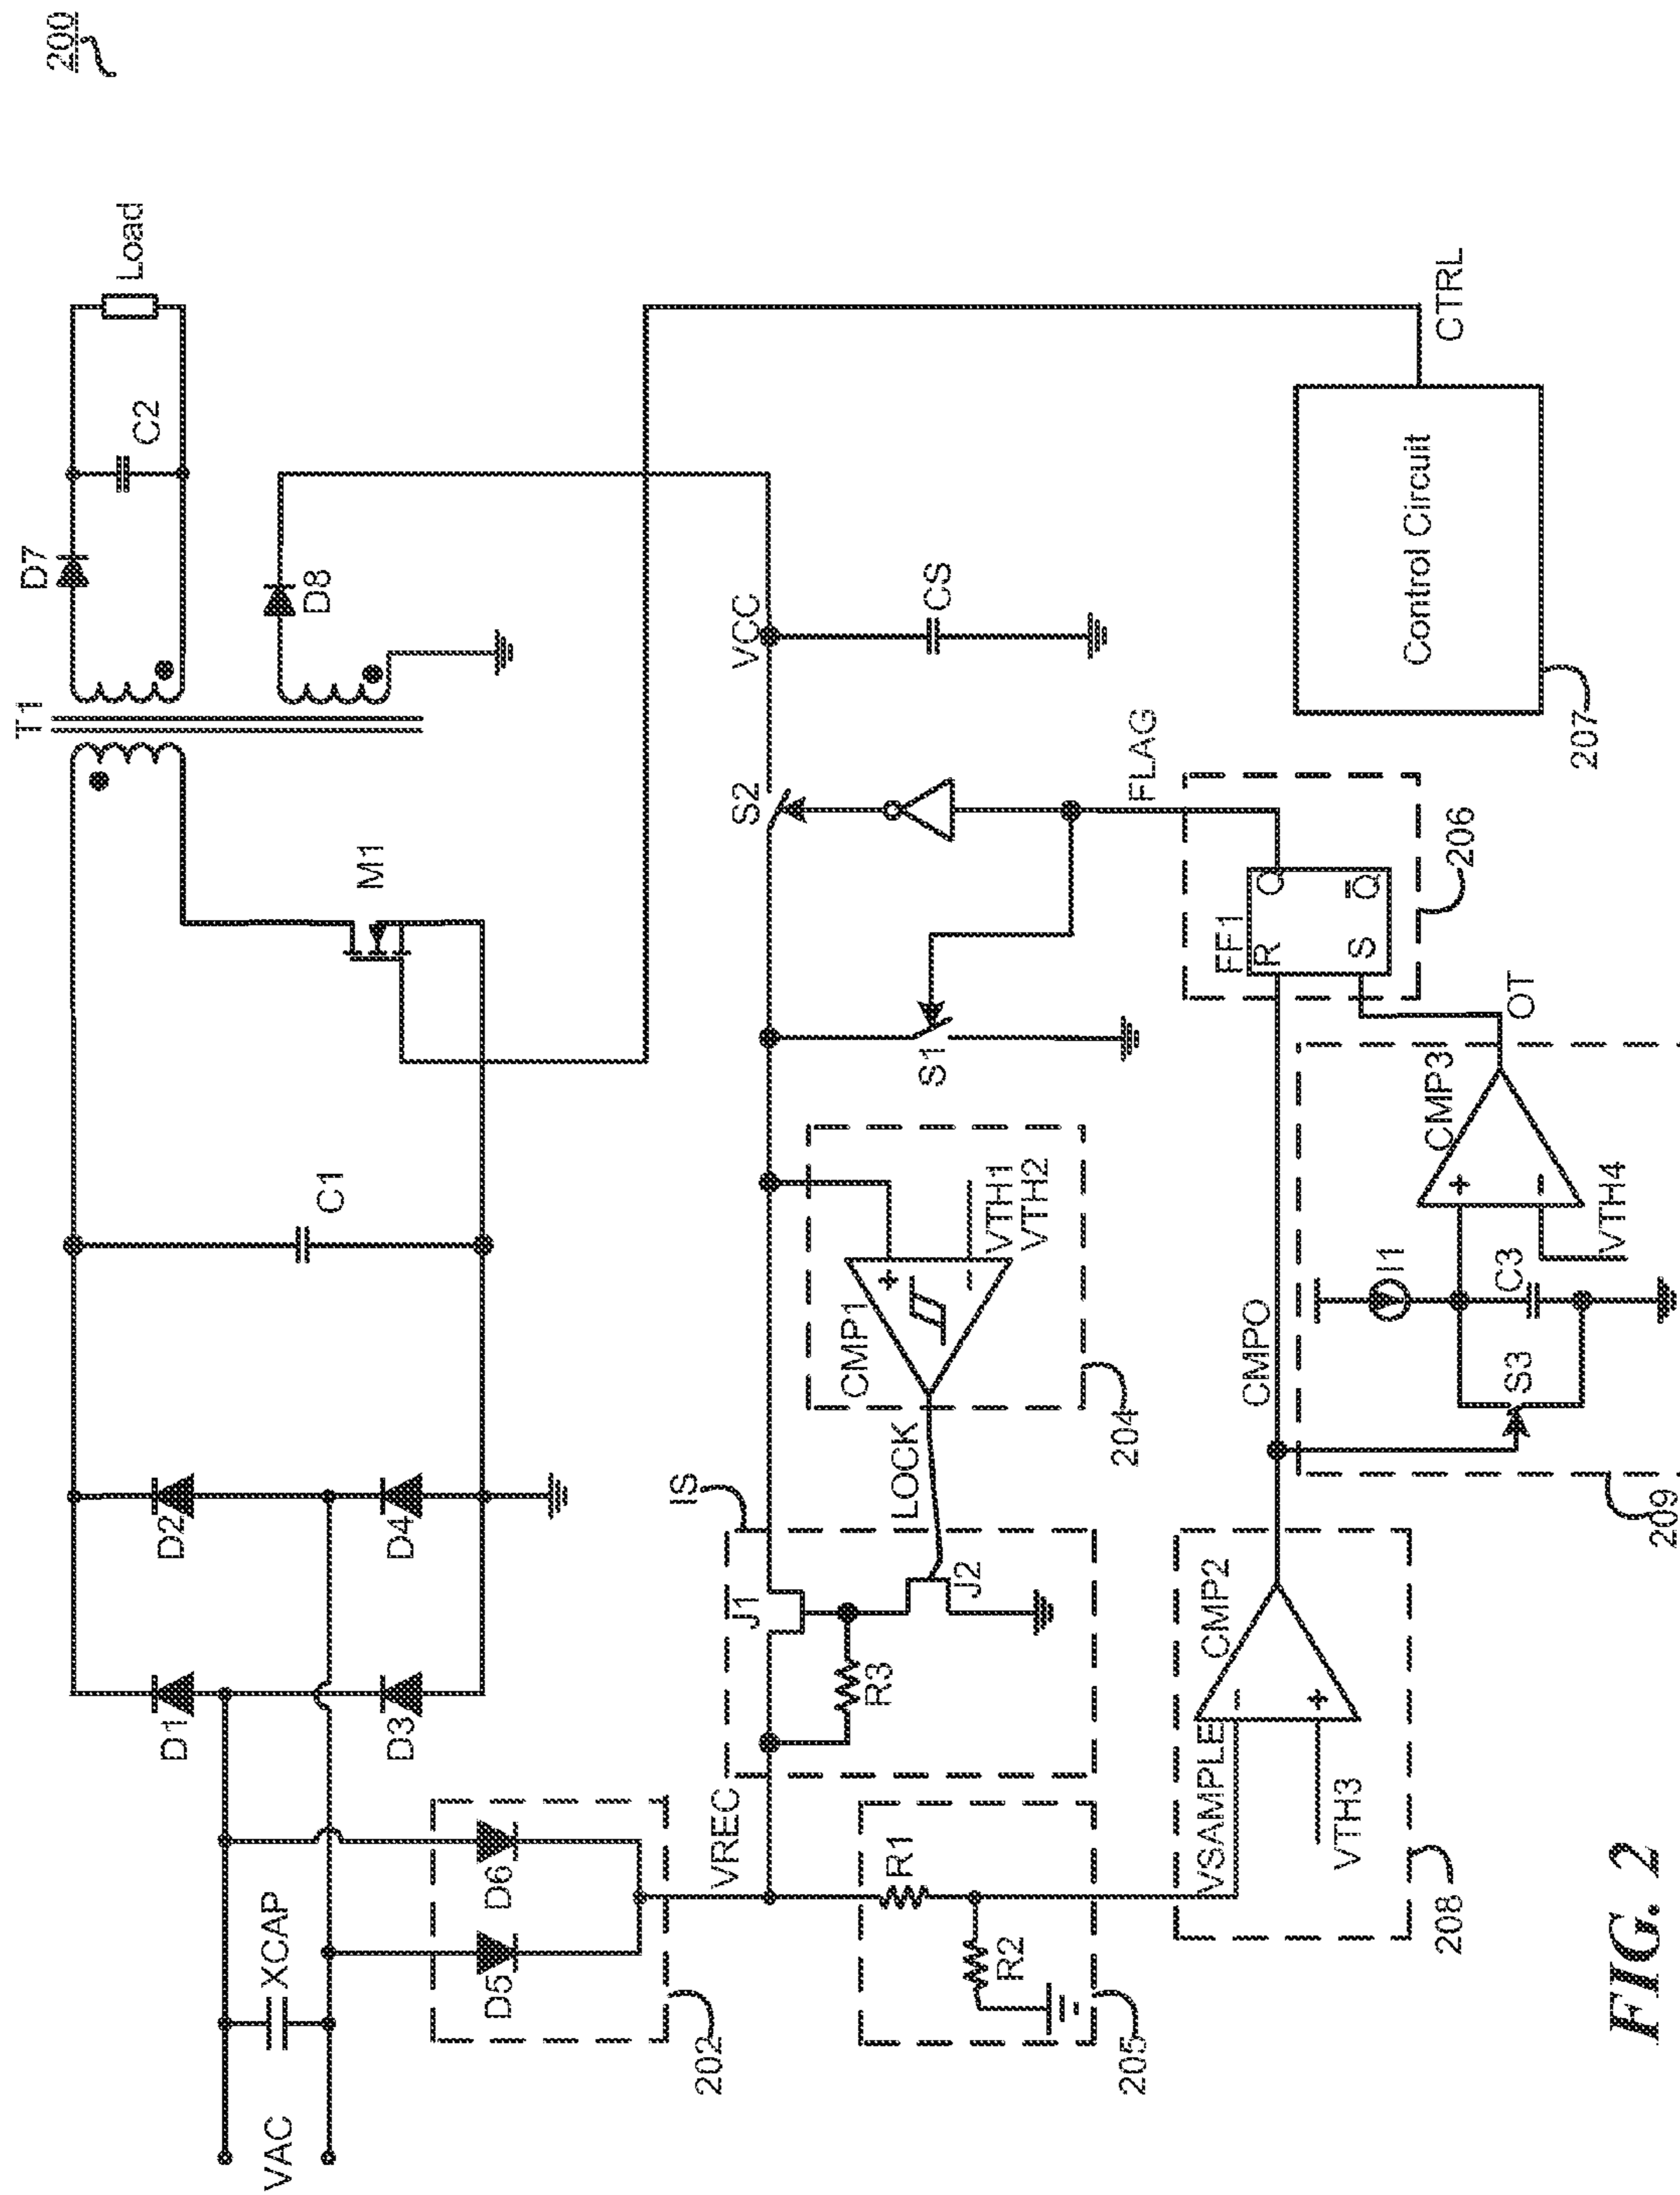 200
T1
D7
Load
C2
D8
M1
C1
D2
D4
D1
D3
XCAP
VAC
D5
D6
202
VREC
IS
J1
R3
J2
LOCK
CMP1
VTH1
VTH2
204
S1
S2
VCC
CS
FLAG
R1
R2
205
VSAMPLE
CMP2
VTH3
208
CMPO
FF1
R
Q
S
Q̅
206
OT
CMP3
I1
C3
S3
VTH4
209
Control Circuit
207
CTRL
FIG. 2